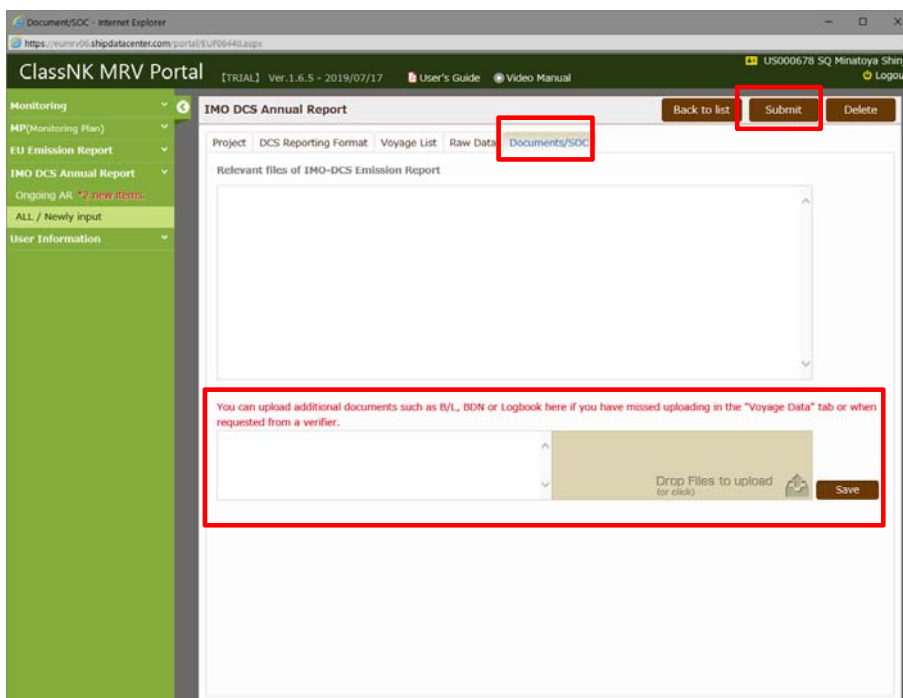 Document/SOC - Internet Explorer
https://eumrv06.shipdatacenter.com/portal/EUF06440.aspx
ClassNK MRV Portal 【TRIAL】 Ver.1.6.5 - 2019/07/17 User's Guide Video Manual
US000678 SQ Minatoya Shin
Logou
Monitoring
MP(Monitoring Plan)
EU Emission Report
IMO DCS Annual Report
Ongoing AR *2 new items.
ALL / Newly input
User Information
IMO DCS Annual Report Back to list Submit Delete
Project DCS Reporting Format Voyage List Raw Data Documents/SOC
Relevant files of IMO-DCS Emission Report
You can upload additional documents such as B/L, BDN or Logbook here if you have missed uploading in the "Voyage Data" tab or when
requested from a verifier.
Drop Files to upload
(or click)
Save